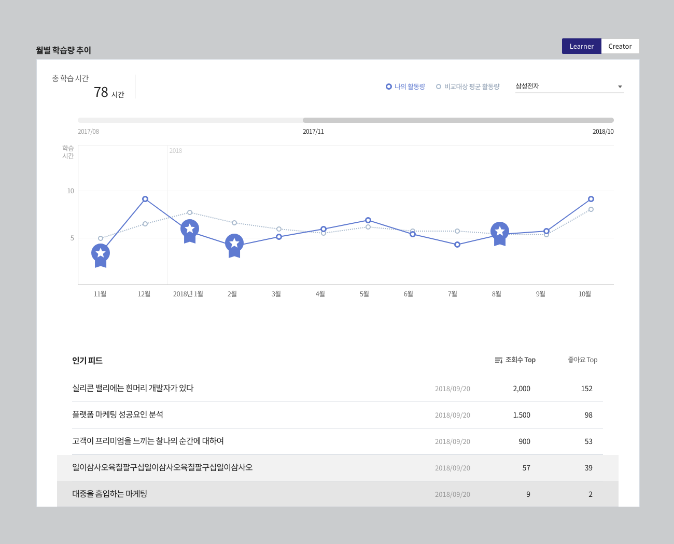 월별 학습량 추이
Learner
Creator
총 학습 시간
78 시간
나의 활동량
비교대상 평균 활동량
삼성전자
2017/08
2017/11
2018/10
학습
시간
2018
10
5
11월
12월
2018년 1월
2월
3월
4월
5월
6월
7월
8월
9월
10월
인기 피드
조회수 Top
좋아요 Top
실리콘 밸리에는 흰머리 개발자가 있다
2018/09/20
2,000
152
플랫폼 마케팅 성공요인 분석
2018/09/20
1.500
98
고객이 프리미엄을 느끼는 찰나의 순간에 대하여
2018/09/20
900
53
일이삼사오육칠팔구십일이삼사오육칠팔구십일이삼사오
2018/09/20
57
39
대중을 흡입하는 마케팅
2018/09/20
9
2